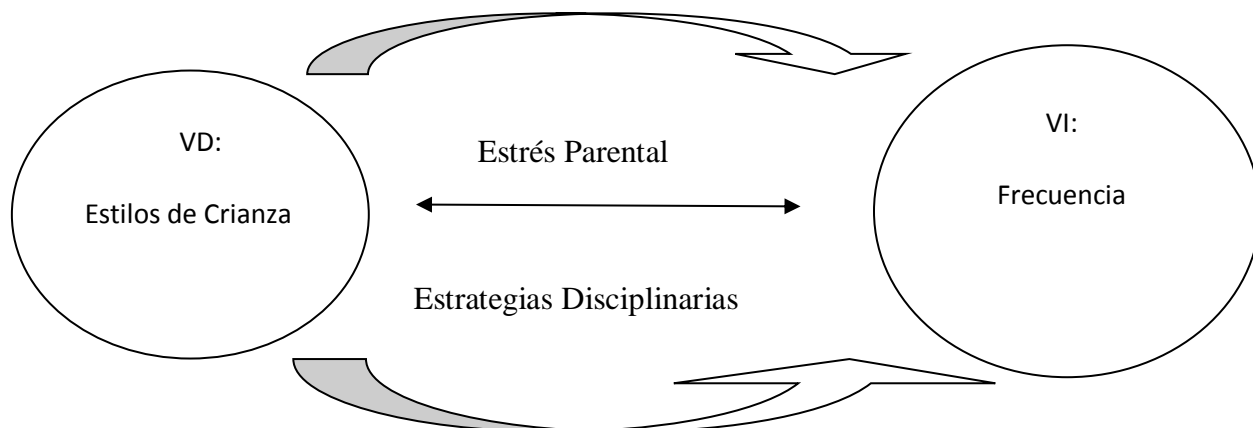 VD:
Estilos de Crianza
Estrés Parental
Estrategias Disciplinarias
VI:
Frecuencia